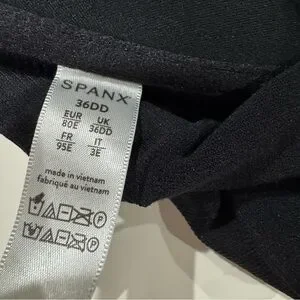 SPANX
36DD
EUR UK
80E 36DD
FR IT
95E 3E
made in vietnam
fabriqué au vietnam